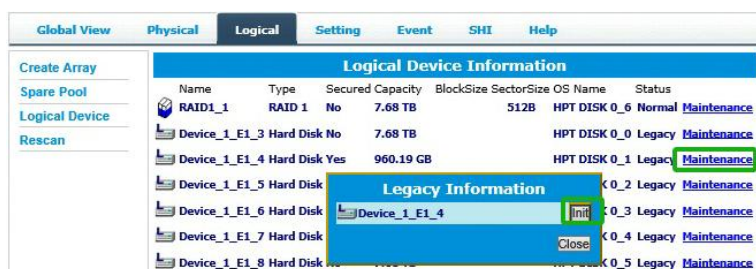 Global View Physical Logical Setting Event SHI Help
Create Array
Spare Pool
Logical Device
Rescan
Logical Device Information
Name Type Secured Capacity BlockSize SectorSize OS Name Status
RAID1_1 RAID 1 No 7.68 TB 512B HPT DISK 0_6 Normal Maintenance
Device_1_E1_3 Hard Disk No 7.68 TB HPT DISK 0_0 Legacy Maintenance
Device_1_E1_4 Hard Disk Yes 960.19 GB HPT DISK 0_1 Legacy Maintenance
Device_1_E1_5 Hard Disk K 0_2 Legacy Maintenance
Device_1_E1_6 Hard Disk K 0_3 Legacy Maintenance
Device_1_E1_7 Hard Disk K 0_4 Legacy Maintenance
Device_1_E1_8 Hard Disk K 0_5 Legacy Maintenance
Legacy Information
Device_1_E1_4 Init
Close